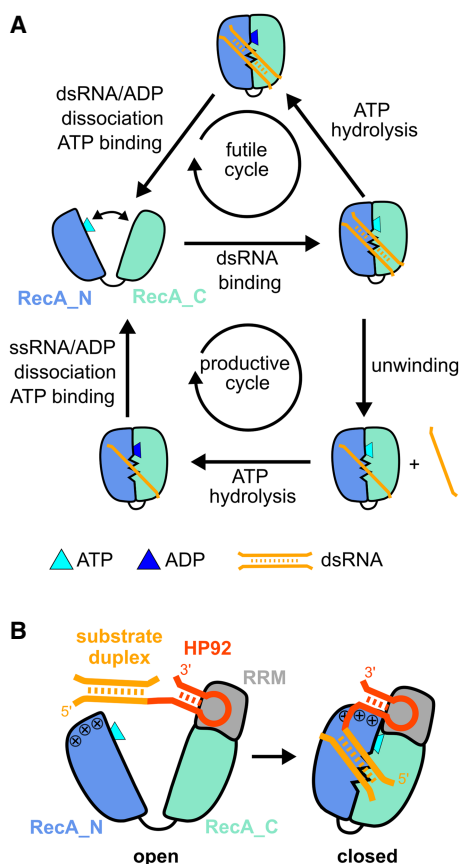 A
dsRNA/ADP
dissociation
ATP binding
ATP
hydrolysis
futile
cycle
dsRNA
binding
RecA_N
RecA_C
ssRNA/ADP
dissociation
ATP binding
productive
cycle
unwinding
+
ATP
hydrolysis
ATP
ADP
dsRNA
B
substrate
duplex
HP92
3'
RRM
3'
5'
5'
RecA_N
RecA_C
open
closed